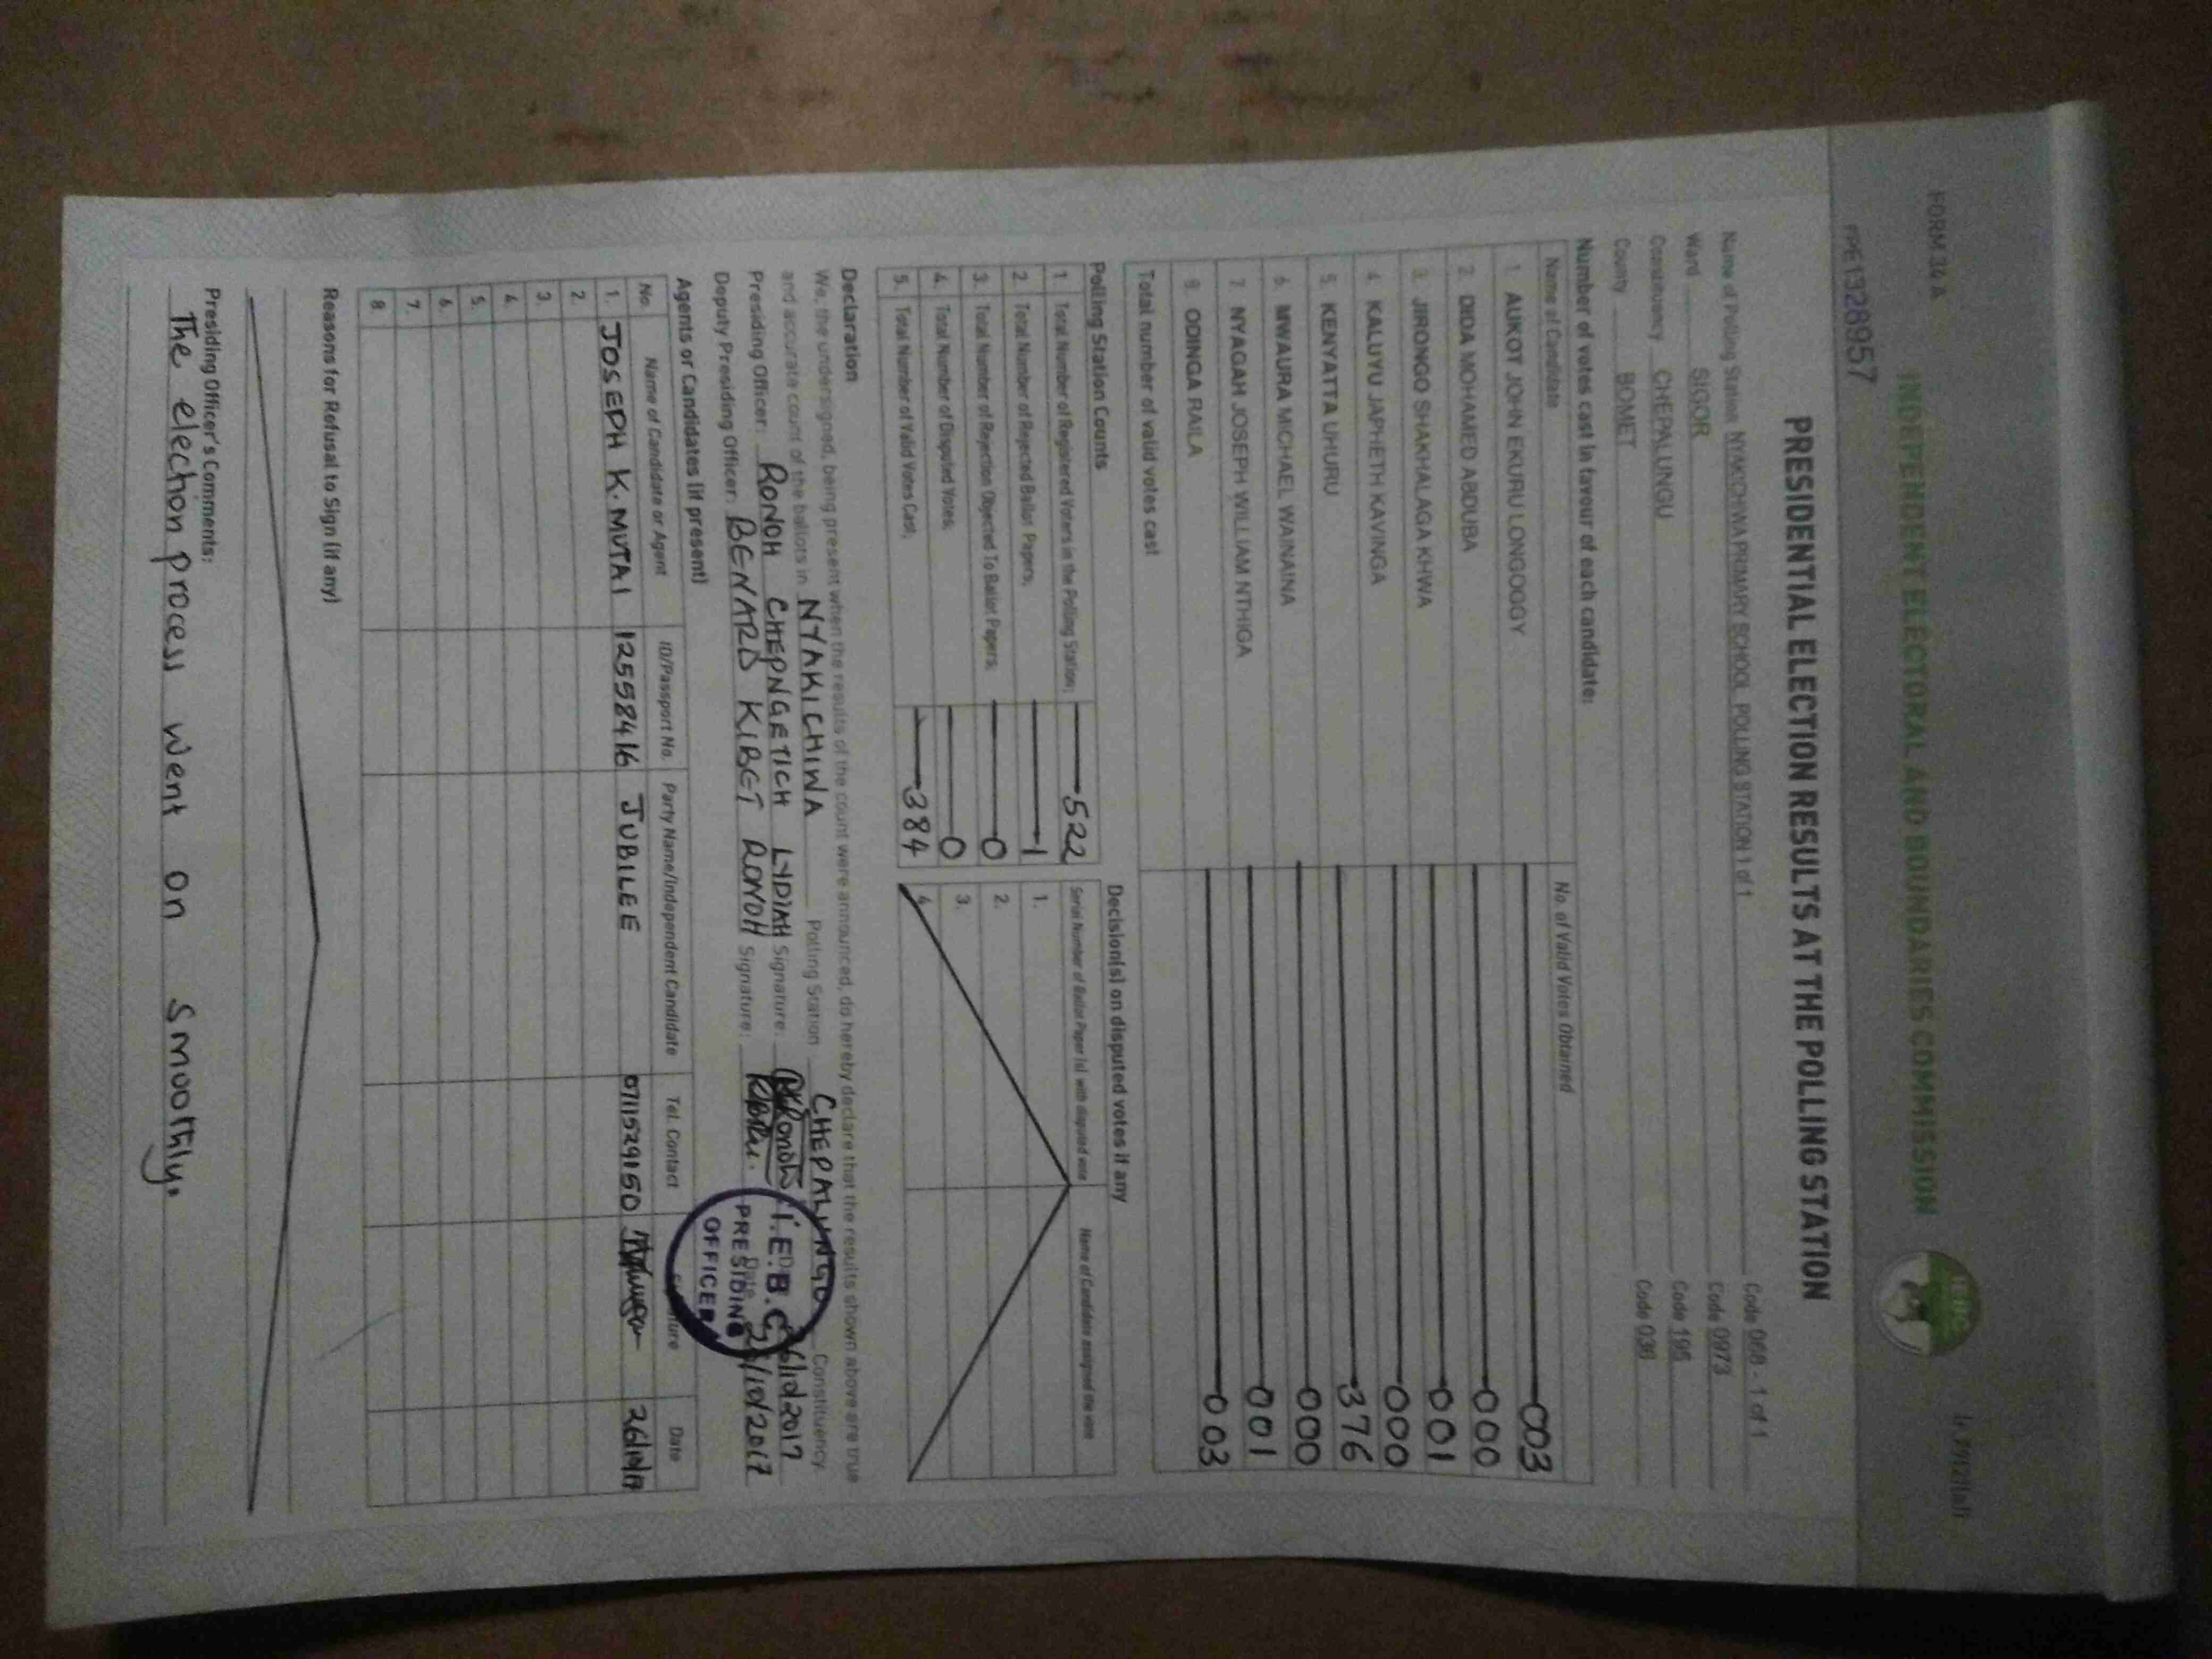 FORM 34 A
INDEPENDENT ELECTORAL AND BOUNDARIES COMMISSION
IEBC
PRESIDENTIAL ELECTION RESULTS AT THE POLLING STATION
Name of Polling Station NYAKICHIWA PRIMARY SCHOOL POLLING STATION 1 of 1 Code 068 - 1 of 1
Ward SIGOR Code 0973
Constituency CHEPALUNGU Code 195
County BOMET Code 036
Number of votes cast in favour of each candidate:
Name of Candidate No. of Valid Votes Obtained
1. AUKOT JOHN EKURU LONGOGGY 003
2. DIDA MOHAMED ABDUBA 000
3. JIRONGO SHAKHALAGA KHWA 001
4. KALUYU JAPHETH KAVINGA 000
5. KENYATTA UHURU 376
6. MWAURA MICHAEL WAINAINA 000
7. NYAGAH JOSEPH WILLIAM NTHIGA 001
8. ODINGA RAILA 003
Total number of valid votes cast
Polling Station Counts
1. Total Number of Registered Voters in the Polling Station; 522
2. Total Number of Rejected Ballot Papers; 1
3. Total Number of Rejection Objected To Ballot Papers; 0
4. Total Number of Disputed Votes; 0
5. Total Number of Valid Votes Cast; 384
Decision(s) on disputed votes if any
Serial Number of Ballot Paper (s) with disputed vote Name of Candidate assigned the vote
1.
2.
3.
4.
Declaration
We, the undersigned, being present when the results of the count were announced, do hereby declare that the results shown above are true
and accurate count of the ballots in NYAKICHIWA Polling Station CHEPALUNGU Constituency.
Presiding Officer: RONOH CHEPNGETICH LYDIAH Signature: 26/10/2017
Deputy Presiding Officer: BENARD KIBET RONOH Signature: Date 26/10/2017
I.E.B.C.
PRESIDING
OFFICER
Agents or Candidates (if present)
No. Name of Candidate or Agent ID/Passport No. Party Name/Independent Candidate Tel. Contact Signature Date
1. JOSEPH K. MUTAI 12558416 JUBILEE 0711529150 26/10/17
2.
3.
4.
5.
6.
7.
8.
Reasons for Refusal to Sign (if any)
Presiding Officer's Comments:
The election process went on smoothly.